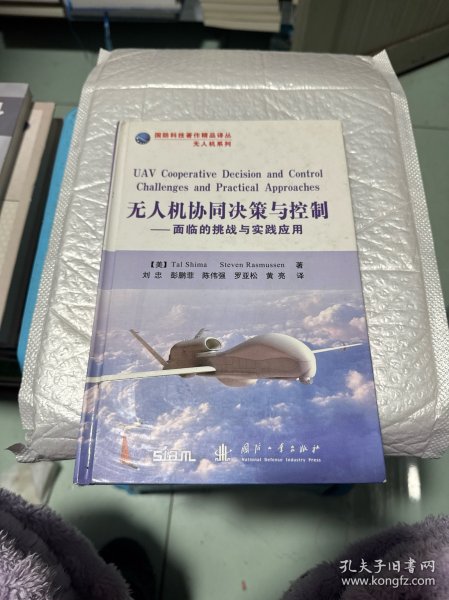 国防科技著作精品译丛
无人机系列
UAV Cooperative Decision and Control
Challenges and Practical Approaches
无人机协同决策与控制
——面临的挑战与实践应用
【美】Tal Shima Steven Rasmussen 著
刘忠 彭鹏菲 陈伟强 罗亚松 黄亮 译
siam
国防工业出版社
National Defense Industry Press
孔夫子旧书网
www.kongfz.com